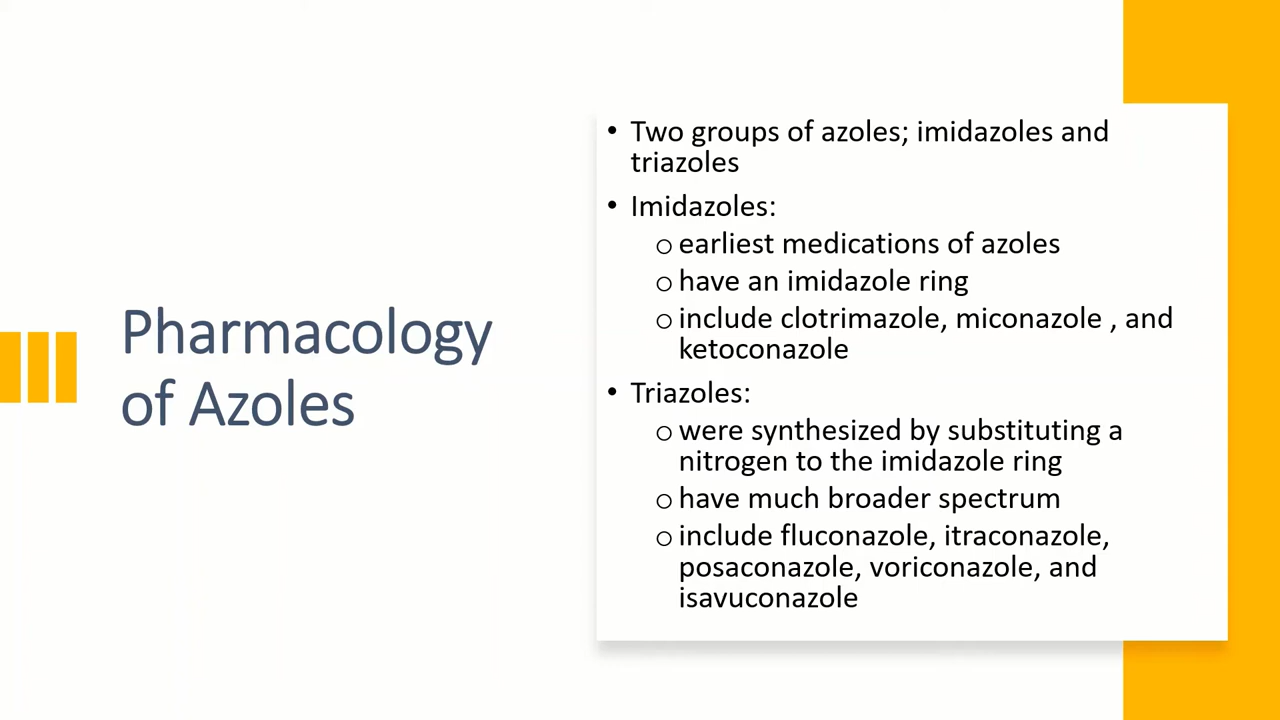 Pharmacology
of Azoles
• Two groups of azoles; imidazoles and
triazoles
• Imidazoles:
o earliest medications of azoles
o have an imidazole ring
o include clotrimazole, miconazole , and
ketoconazole
• Triazoles:
o were synthesized by substituting a
nitrogen to the imidazole ring
o have much broader spectrum
o include fluconazole, itraconazole,
posaconazole, voriconazole, and
isavuconazole